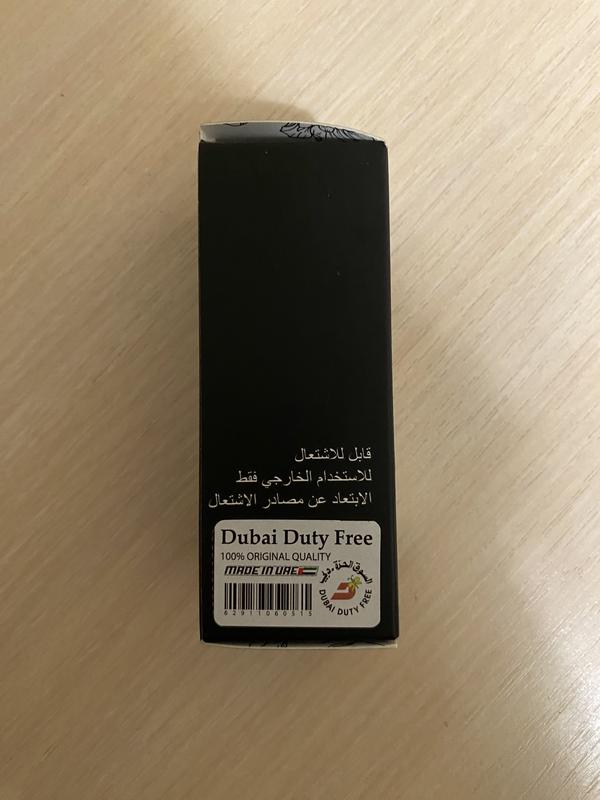 قابل للاشتعال
للاستخدام الخارجي فقط
الابتعاد عن مصادر الاشتعال
Dubai Duty Free
100% ORIGINAL QUALITY
MADE IN UAE
62911060515
السوق الحرة دبي
DUBAI DUTY FREE